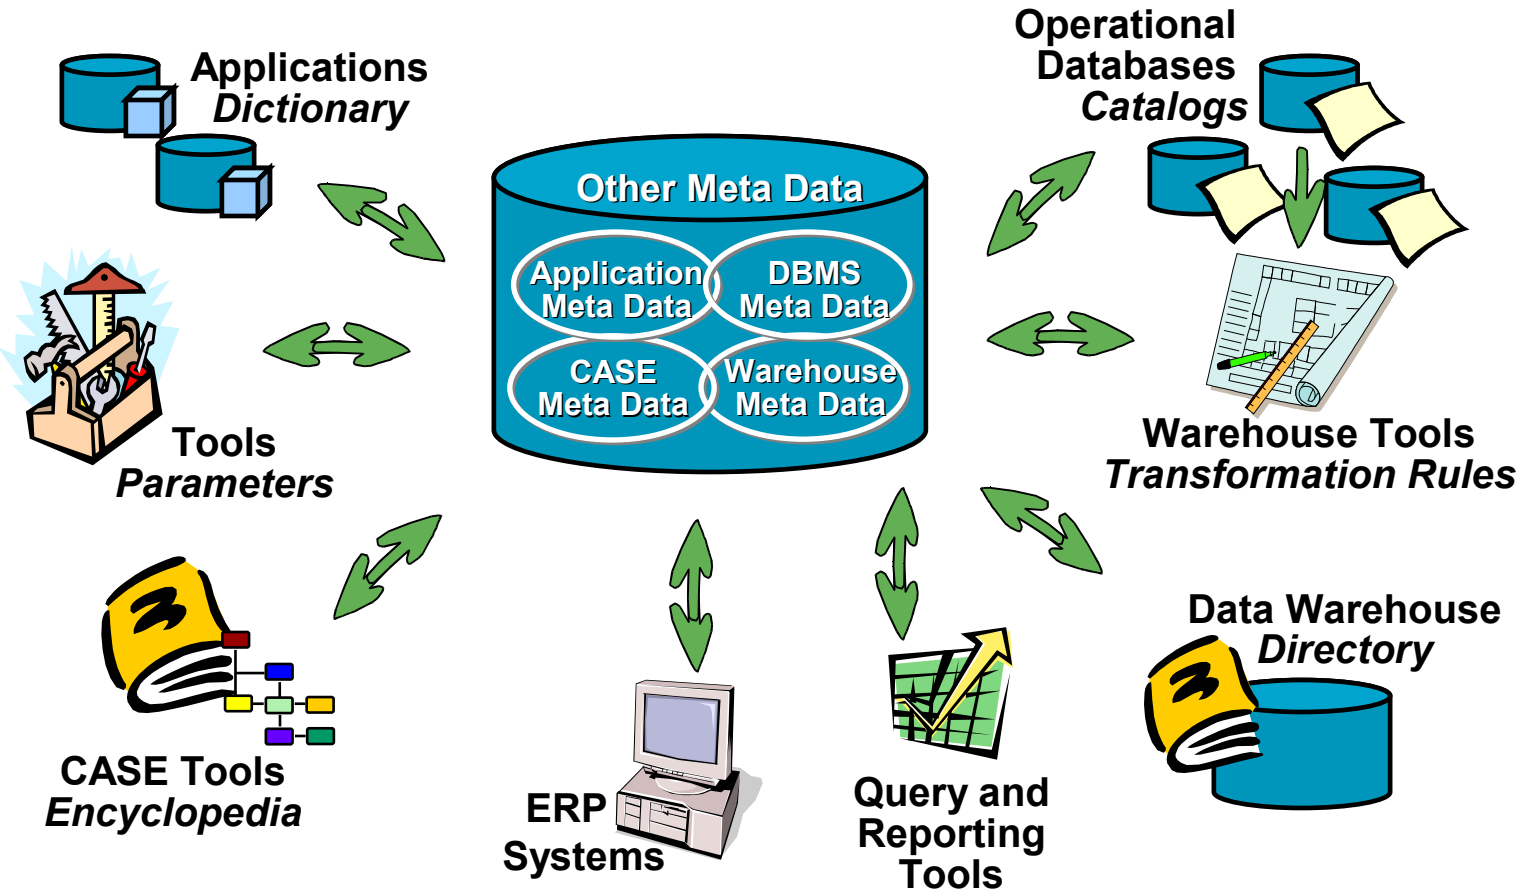 Applications
Dictionary
Operational
Databases
Catalogs
Other Meta Data
Application
Meta Data
DBMS
Meta Data
CASE
Meta Data
Warehouse
Meta Data
Tools
Parameters
Warehouse Tools
Transformation Rules
CASE Tools
Encyclopedia
ERP
Systems
Query and
Reporting
Tools
Data Warehouse
Directory